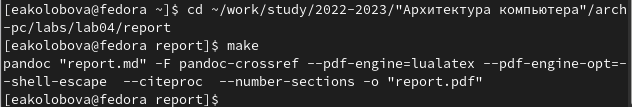 [eakolobova@fedora ~]$ cd ~/work/study/2022-2023/"Архитектура компьютера"/arch
-pc/labs/lab04/report
[eakolobova@fedora report]$ make
pandoc "report.md" -F pandoc-crossref --pdf-engine=lualatex --pdf-engine-opt=-
-shell-escape  --citeproc  --number-sections -o "report.pdf"
[eakolobova@fedora report]$